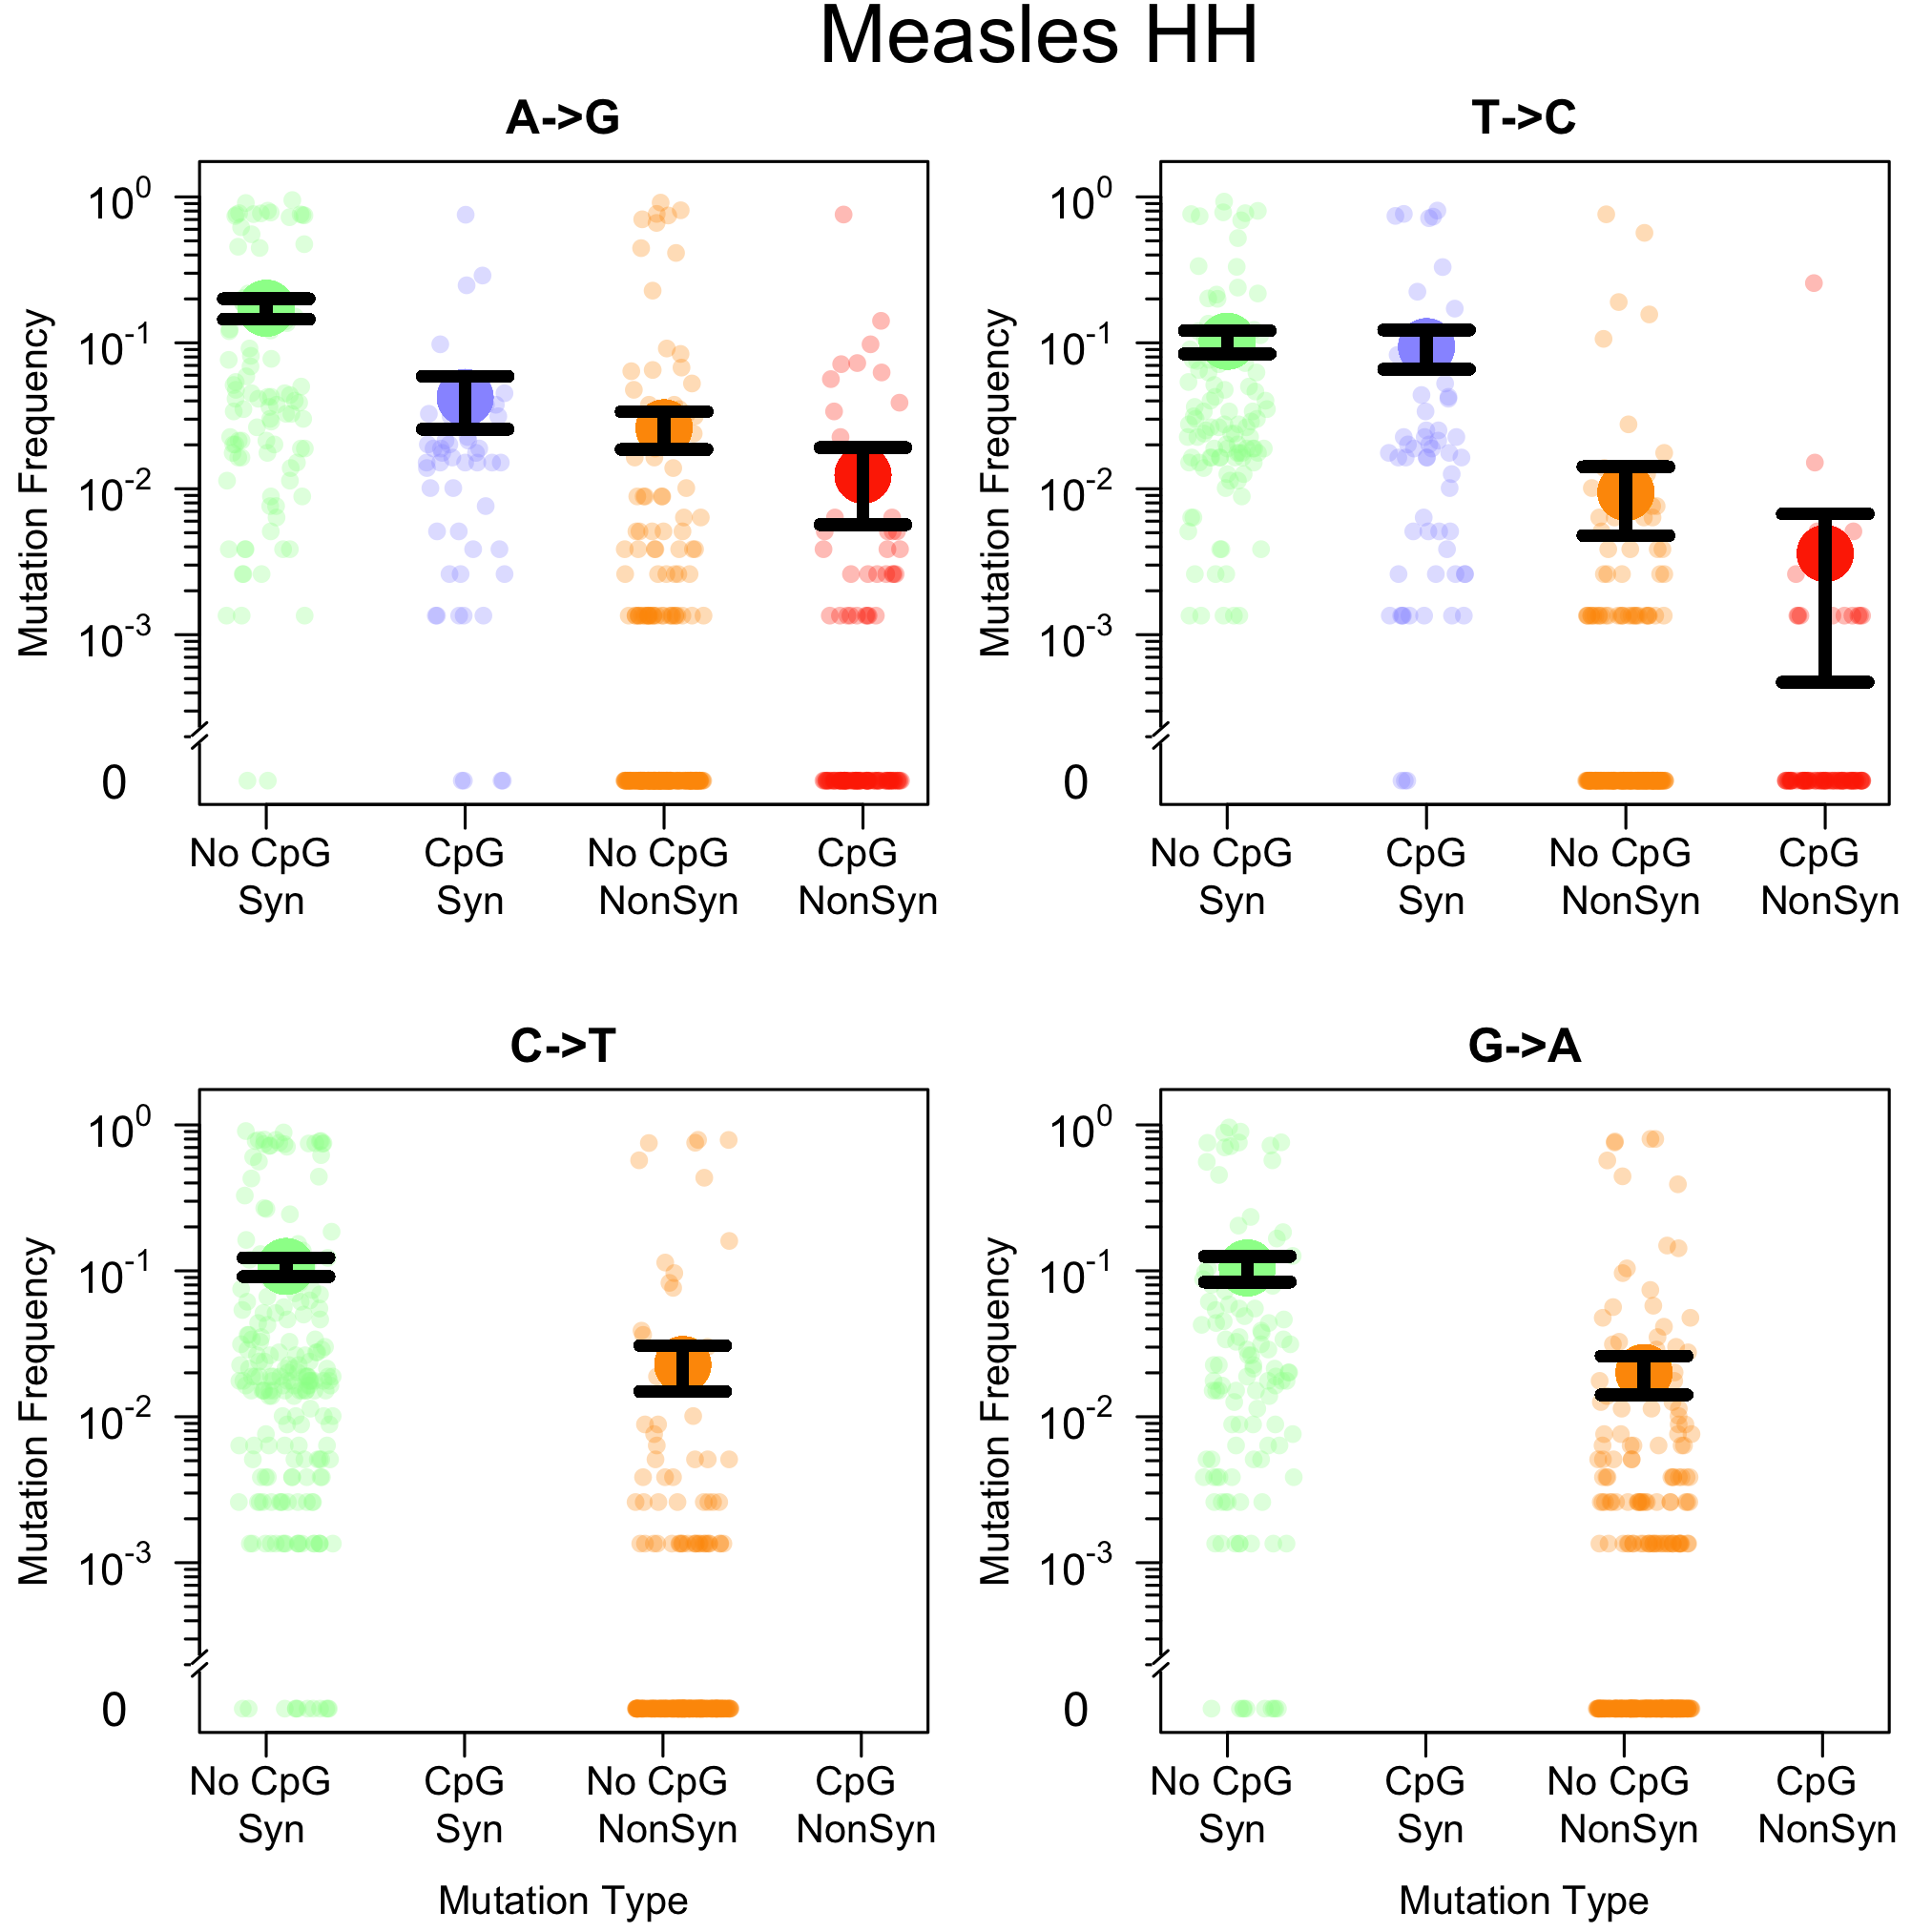 Measles HH
A->G
Mutation Frequency
10^0
10^-1
10^-2
10^-3
0
No CpG CpG No CpG CpG
Syn Syn NonSyn NonSyn
T->C
Mutation Frequency
10^0
10^-1
10^-2
10^-3
0
No CpG CpG No CpG CpG
Syn Syn NonSyn NonSyn
C->T
Mutation Frequency
10^0
10^-1
10^-2
10^-3
0
No CpG CpG No CpG CpG
Syn Syn NonSyn NonSyn
Mutation Type
G->A
Mutation Frequency
10^0
10^-1
10^-2
10^-3
0
No CpG CpG No CpG CpG
Syn Syn NonSyn NonSyn
Mutation Type